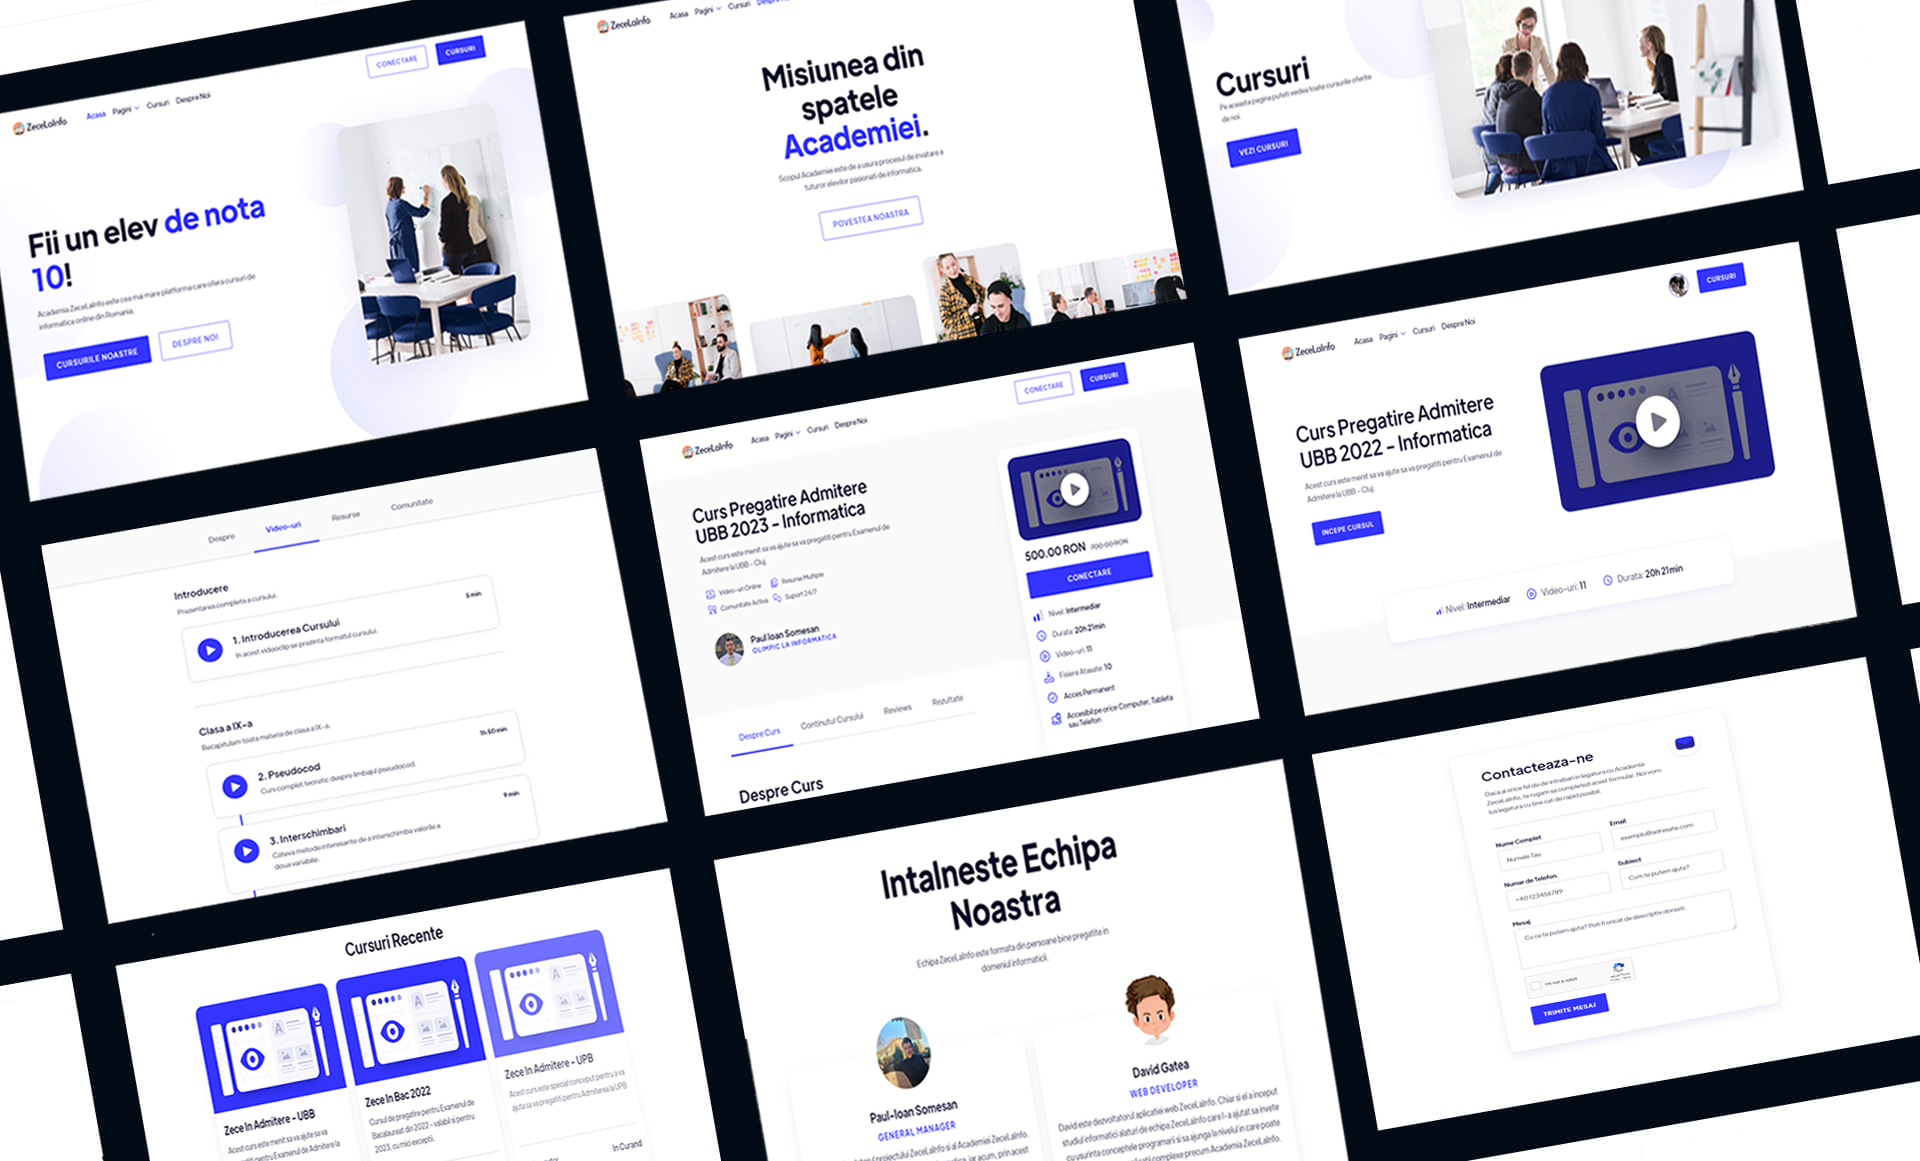 ZeceLaInfo
Acasa Pagini Cursuri Despre Noi
CONECTARE
CURSURI
Fii un elev de nota
10!
Academia ZeceLaInfo este cea mai mare platforma care ofera cursuri de
informatica online din Romania.
CURSURILE NOASTRE
DESPRE NOI
ZeceLaInfo
Acasa Pagini Cursuri
Misiunea din
spatele
Academiei.
Scopul Academiei este de a usura procesul de invatare a
tuturor elevilor pasionati de informatica.
POVESTEA NOASTRA
Cursuri
Pe aceasta pagina puteti vedea toate cursurile oferite
de noi.
VEZI CURSURI
Despre
Video-uri
Resurse
Comunitate
Introducere
Prezentarea completa a cursului.
1. Introducerea Cursului
In acest videoclip se prezinta formatul cursului.
5 min
Clasa a IX-a
Recapitulam toata materia de clasa a IX-a.
2. Pseudocod
Curs complet teoretic despre limbajul pseudocod.
1h 50 min
3. Interschimbari
Cateva metode interesante de a interschimba valorile a
doua variabile.
9 min
ZeceLaInfo
Acasa Pagini Cursuri Despre Noi
CONECTARE
CURSURI
Curs Pregatire Admitere
UBB 2023 - Informatica
Acest curs este menit sa va ajute sa va pregatiti pentru Examenul de
Admitere la UBB - Cluj.
Video-uri Online
Resurse Multiple
Comunitate Activa
Suport 24/7
Paul Ioan Somesan
OLIMPIC LA INFORMATICA
500.00 RON 700.00 RON
CONECTARE
Nivel: Intermediar
Durata: 20h 21min
Video-uri: 11
Fisiere Atasate: 10
Acces Permanent
Accesibil pe orice Computer, Tableta
sau Telefon
Despre Curs
Continutul Cursului
Reviews
Rezultate
Despre Curs
ZeceLaInfo
Acasa Pagini Cursuri Despre Noi
CURSURI
Curs Pregatire Admitere
UBB 2022 - Informatica
Acest curs este menit sa va ajute sa va pregatiti pentru Examenul de
Admitere la UBB - Cluj.
INCEPE CURSUL
Nivel: Intermediar
Video-uri: 11
Durata: 20h 21min
Cursuri Recente
A
A
A
Zece In Admitere - UBB
Acest curs este menit sa va ajute sa va
pentru Examenul de Admitere la
Zece In Bac 2022
Cursul de pregatire pentru Examenul de
Bacalaureat din 2022 - valabil si pentru
2023, cu mici exceptii.
Zece In Admitere - UPB
Acest curs este special conceput pentru a va
ajuta sa va pregatiti pentru Admiterea la UPB
In Curand
Intalneste Echipa
Noastra
Echipa ZeceLaInfo este formata din persoane bine pregatite in
domeniul informaticii.
Paul-Ioan Somesan
GENERAL MANAGER
proiectului ZeceLaInfo si al Academiei ZeceLaInfo.
iar acum, prin acest
David Gatea
WEB DEVELOPER
David este dezvoltatorul aplicatiei web ZeceLaInfo. Chiar si el a inceput
studiul informaticii alaturi de echipa ZeceLaInfo care l-a ajutat sa invete
cu usurinta conceptele programarii si sa ajunga la nivelul in care poate
complexe precum Academia ZeceLaInfo.
Contacteaza-ne
Daca ai orice fel de intrebari in legatura cu Academia
ZeceLaInfo, te rugam sa completezi acest formular. Noi vom
lua legatura cu tine cat de rapid posibil.
Nume Complet
Numele Tau
Email
exemplu@adresata.com
Numar de Telefon
+40 123456789
Subiect
Cum te putem ajuta?
Mesaj
Cu ce te putem ajuta? Poti fi oricat de descriptiv doresti
I'm not a robot
TRIMITE MESAJ